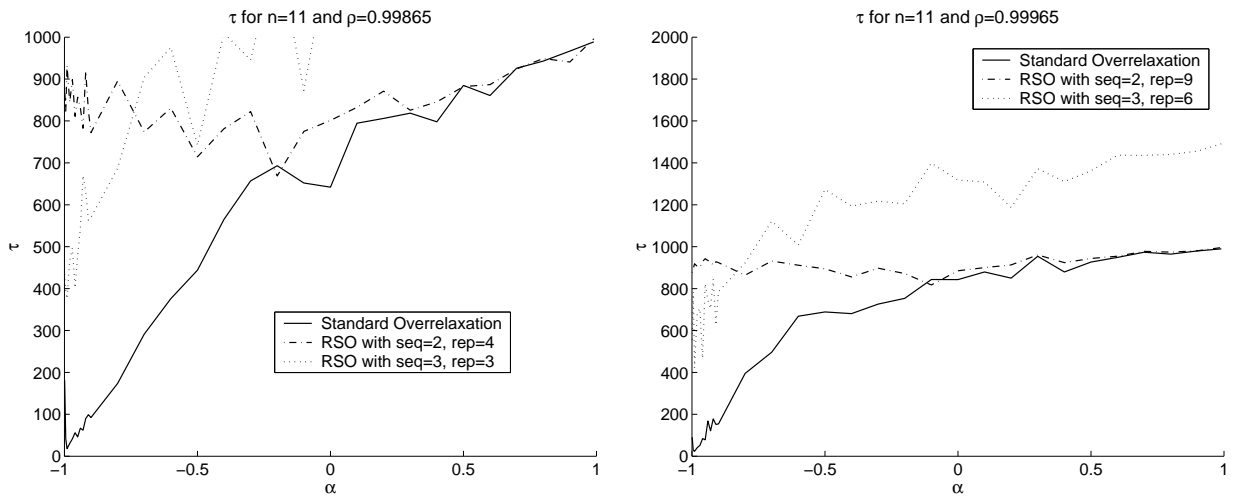 τ for n=11 and ρ=0.99865
1000
900
800
700
600
500
400
300
200
100
0
τ
−1
−0.5
0
0.5
1
α
Standard Overrelaxation
RSO with seq=2, rep=4
RSO with seq=3, rep=3
τ for n=11 and ρ=0.99965
2000
1800
1600
1400
1200
1000
800
600
400
200
0
τ
−1
−0.5
0
0.5
1
α
Standard Overrelaxation
RSO with seq=2, rep=9
RSO with seq=3, rep=6